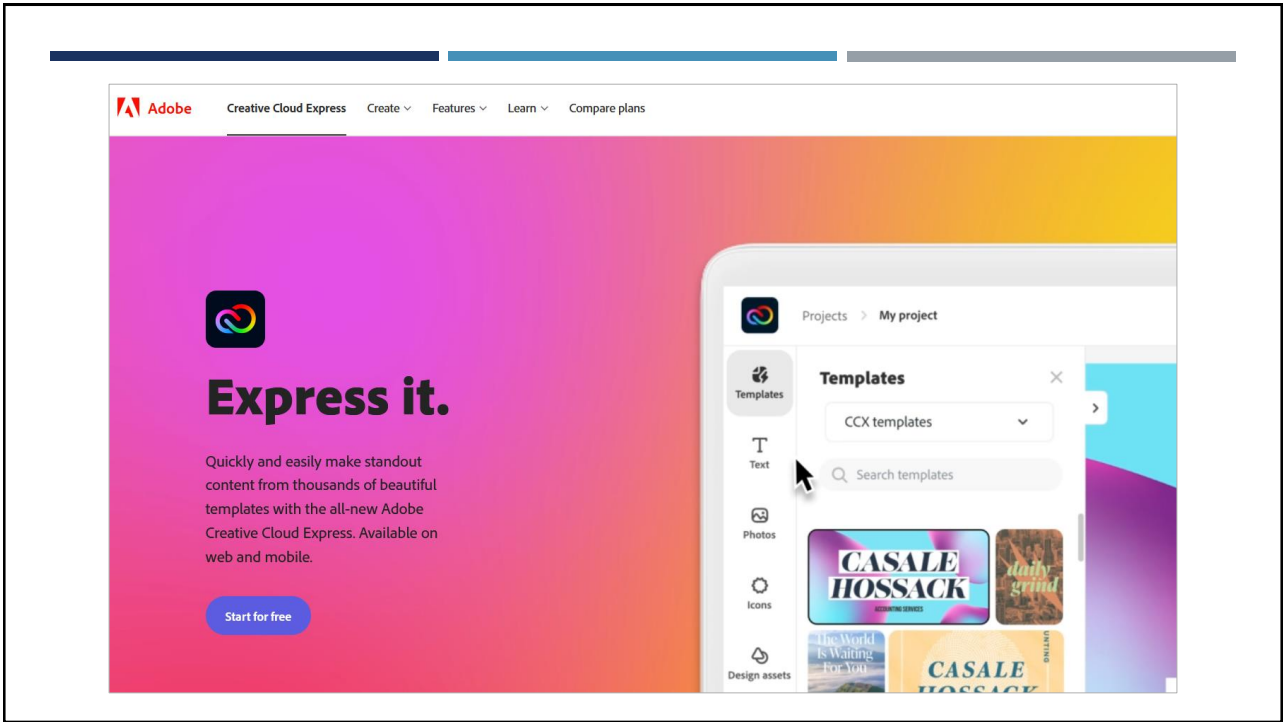 Adobe
Creative Cloud Express
Create
Features
Learn
Compare plans
Express it.
Quickly and easily make standout
content from thousands of beautiful
templates with the all-new Adobe
Creative Cloud Express. Available on
web and mobile.
Start for free
Projects
My project
Templates
Text
Photos
Icons
Design assets
Templates
CCX templates
Search templates
CASALE
HOSSACK
ACCOUNTING SERVICES
daily
grind
The World
Is Waiting
For You
CASALE
HOSSACK
UNTING